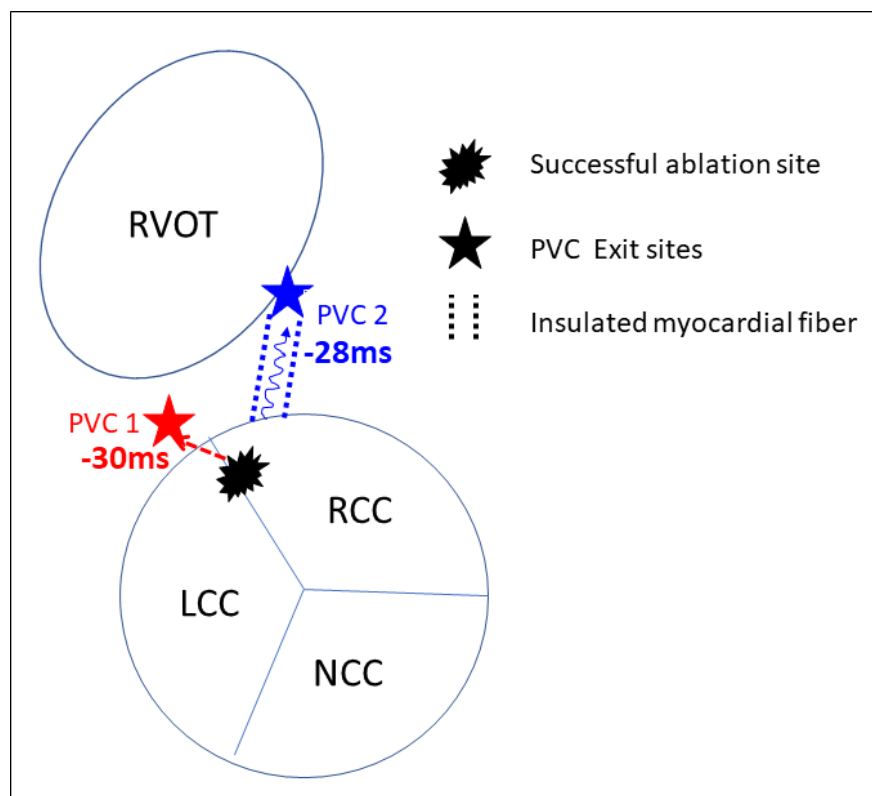 RVOT
Successful ablation site
PVC Exit sites
Insulated myocardial fiber
PVC 2
-28ms
PVC 1
-30ms
RCC
LCC
NCC